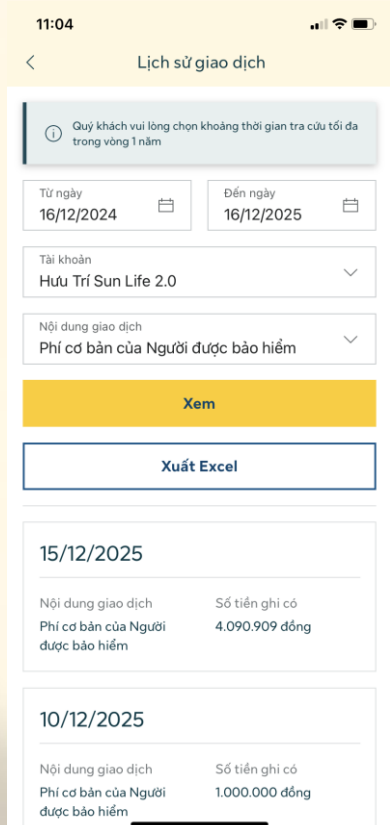 11:04
Lịch sử giao dịch
Quý khách vui lòng chọn khoảng thời gian tra cứu tối đa
trong vòng 1 năm
Từ ngày
16/12/2024
Đến ngày
16/12/2025
Tài khoản
Hưu Trí Sun Life 2.0
Nội dung giao dịch
Phí cơ bản của Người được bảo hiểm
Xem
Xuất Excel
15/12/2025
Nội dung giao dịch
Số tiền ghi có
Phí cơ bản của Người
được bảo hiểm
4.090.909 đồng
10/12/2025
Nội dung giao dịch
Số tiền ghi có
Phí cơ bản của Người
được bảo hiểm
1.000.000 đồng